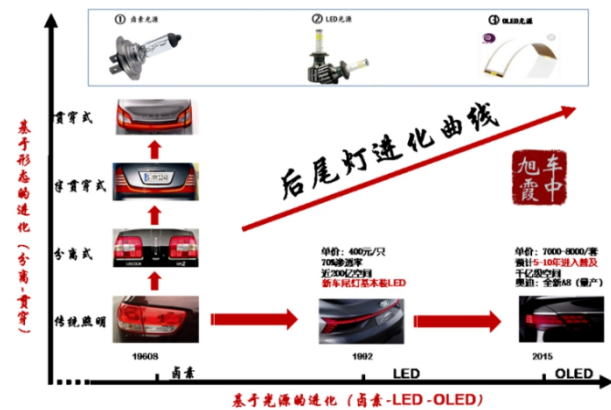 ① 卤素光源
② LED光源
③ OLED光源
基于形态的进化（分离-贯穿）
贯穿式
半贯穿式
分离式
传统照明
后尾灯进化曲线
车中旭霞
单价：400元/只
70%渗透率
近200亿空间
新车尾灯基本装LED
单价：7000-8000/套
预计5-10年进入普及
千亿级空间
奥迪：全新A8（量产）
1960S
1992
2015
卤素
LED
OLED
基于光源的进化（卤素-LED-OLED）